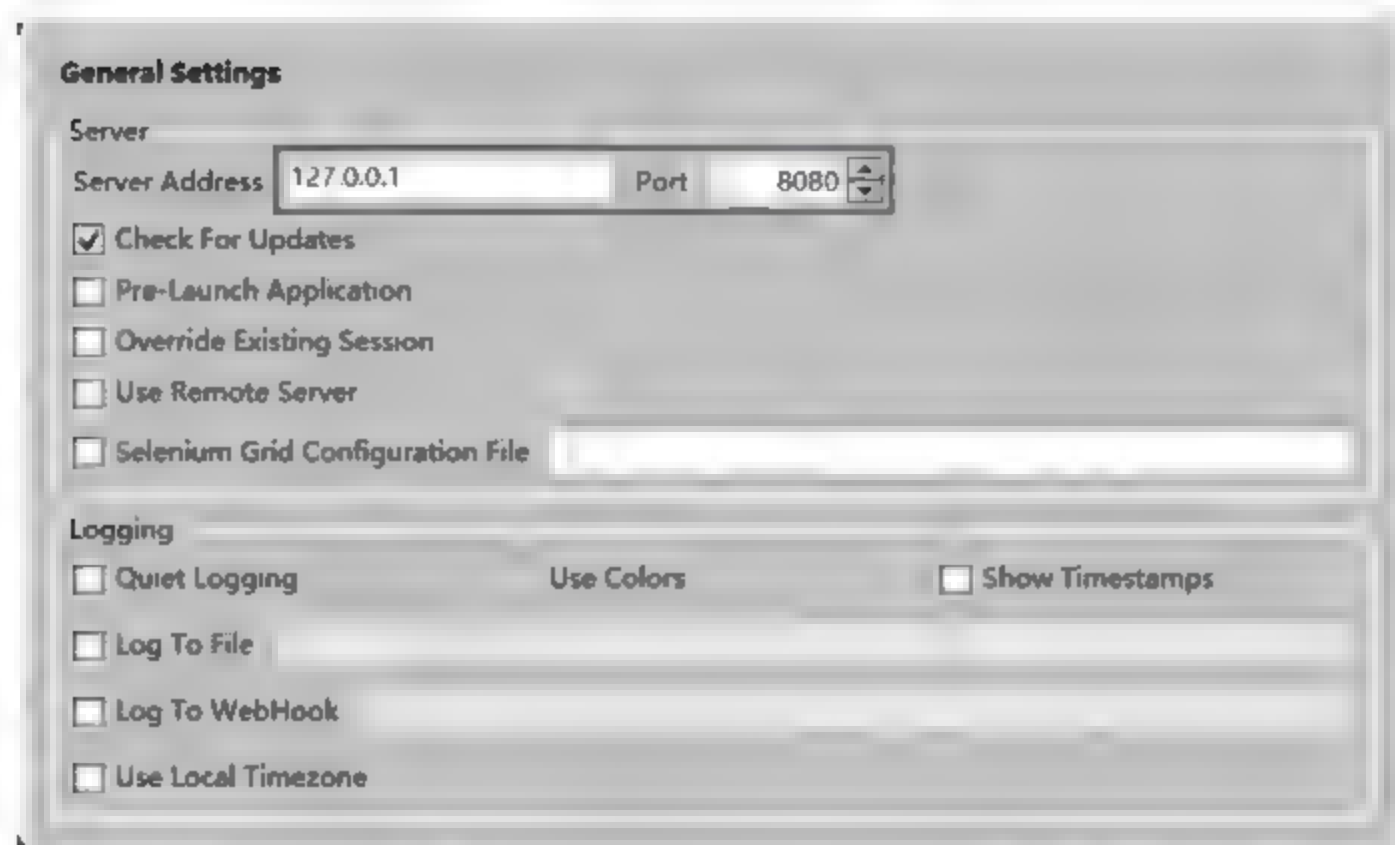 General Settings
Server
Server Address 127.0.0.1 Port 8080
Check For Updates
Pre-Launch Application
Override Existing Session
Use Remote Server
Selenium Grid Configuration File
Logging
Quiet Logging Use Colors Show Timestamps
Log To File
Log To WebHook
Use Local Timezone